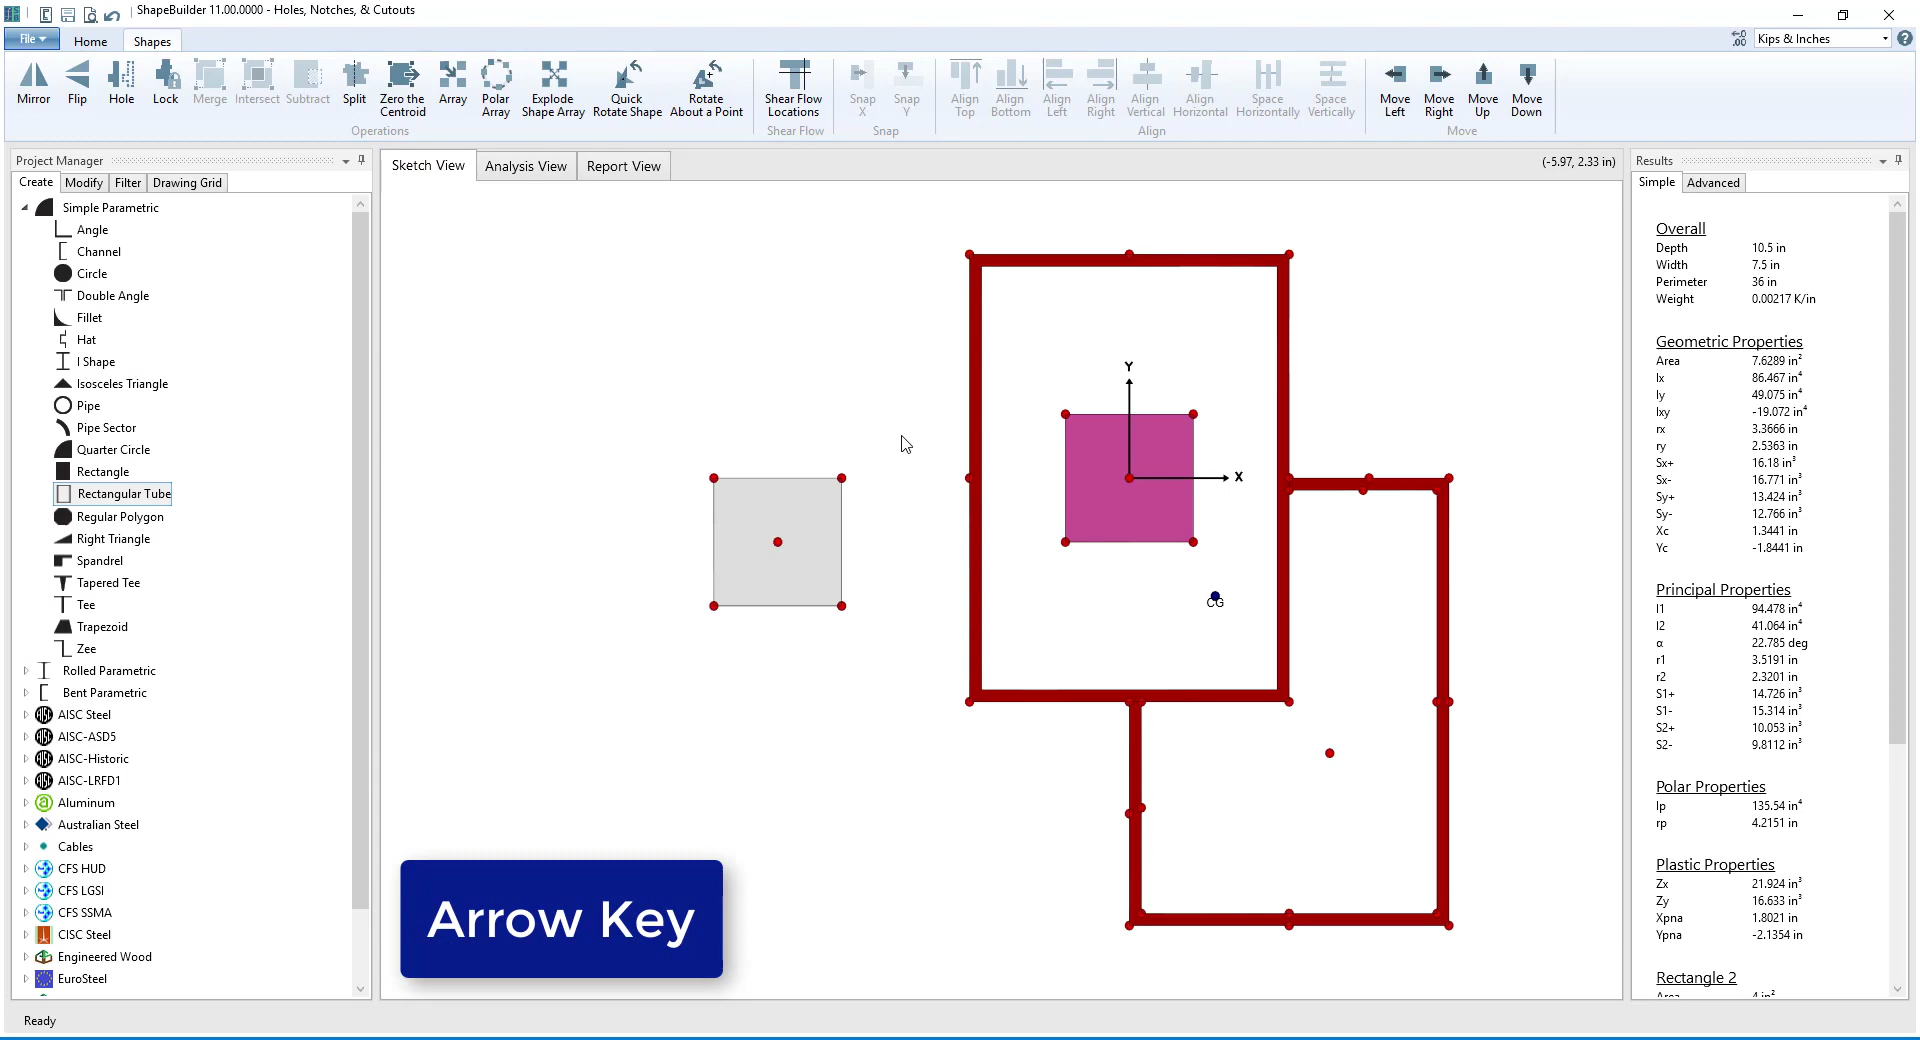 ShapeBuilder 11.00.0000 - Holes, Notches, & Cutouts
File Home Shapes
Kips & Inches
Mirror Flip Hole Lock Merge Intersect Subtract Split Zero the Centroid Array Polar Array Explode Shape Array Quick Rotate Shape Rotate About a Point
Operations
Shear Flow Locations
Shear Flow
Snap X Snap Y
Snap
Align Top Align Bottom Align Left Align Right Align Vertical Align Horizontal Space Horizontally Space Vertically
Align
Move Left Move Right Move Up Move Down
Move
Project Manager
Create Modify Filter Drawing Grid
Simple Parametric
Angle
Channel
Circle
Double Angle
Fillet
Hat
I Shape
Isosceles Triangle
Pipe
Pipe Sector
Quarter Circle
Rectangle
Rectangular Tube
Regular Polygon
Right Triangle
Spandrel
Tapered Tee
Tee
Trapezoid
Zee
Rolled Parametric
Bent Parametric
AISC Steel
AISC-ASD5
AISC-Historic
AISC-LRFD1
Aluminum
Australian Steel
Cables
CFS HUD
CFS LGSI
CFS SSMA
CISC Steel
Engineered Wood
EuroSteel
Sketch View Analysis View Report View
(-5.97, 2.33 in)
Y
X
CG
Arrow Key
Results
Simple Advanced
Overall
Depth 10.5 in
Width 7.5 in
Perimeter 36 in
Weight 0.00217 K/in
Geometric Properties
Area 7.6289 in²
Ix 86.467 in⁴
Iy 49.075 in⁴
Ixy -19.072 in⁴
rx 3.3666 in
ry 2.5363 in
Sx+ 16.18 in³
Sx- 16.771 in³
Sy+ 13.424 in³
Sy- 12.766 in³
Xc 1.3441 in
Yc -1.8441 in
Principal Properties
I1 94.478 in⁴
I2 41.064 in⁴
α 22.785 deg
r1 3.5191 in
r2 2.3201 in
S1+ 14.726 in³
S1- 15.314 in³
S2+ 10.053 in³
S2- 9.8112 in³
Polar Properties
Ip 135.54 in⁴
rp 4.2151 in
Plastic Properties
Zx 21.924 in³
Zy 16.633 in³
Xpna 1.8021 in
Ypna -2.1354 in
Rectangle 2
Area 4 in²
Ready